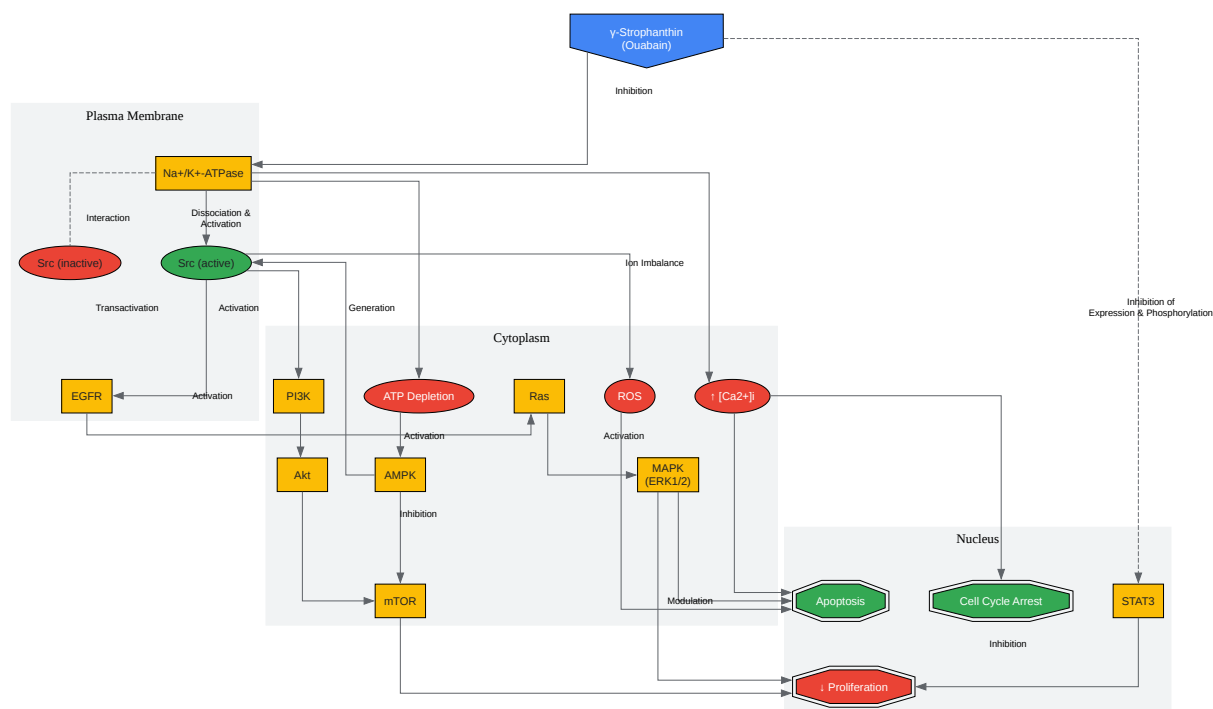 γ-Strophanthin
(Ouabain)
Inhibition
Plasma Membrane
Na+/K+-ATPase
Interaction
Dissociation &
Activation
Src (inactive)
Src (active)
Ion Imbalance
Transactivation
Activation
Generation
Inhibition of
Expression & Phosphorylation
Cytoplasm
EGFR
Activation
PI3K
ATP Depletion
Ras
ROS
↑ [Ca2+]i
Activation
Activation
Akt
AMPK
MAPK
(ERK1/2)
Inhibition
Nucleus
mTOR
Modulation
Apoptosis
Cell Cycle Arrest
STAT3
Inhibition
↓ Proliferation